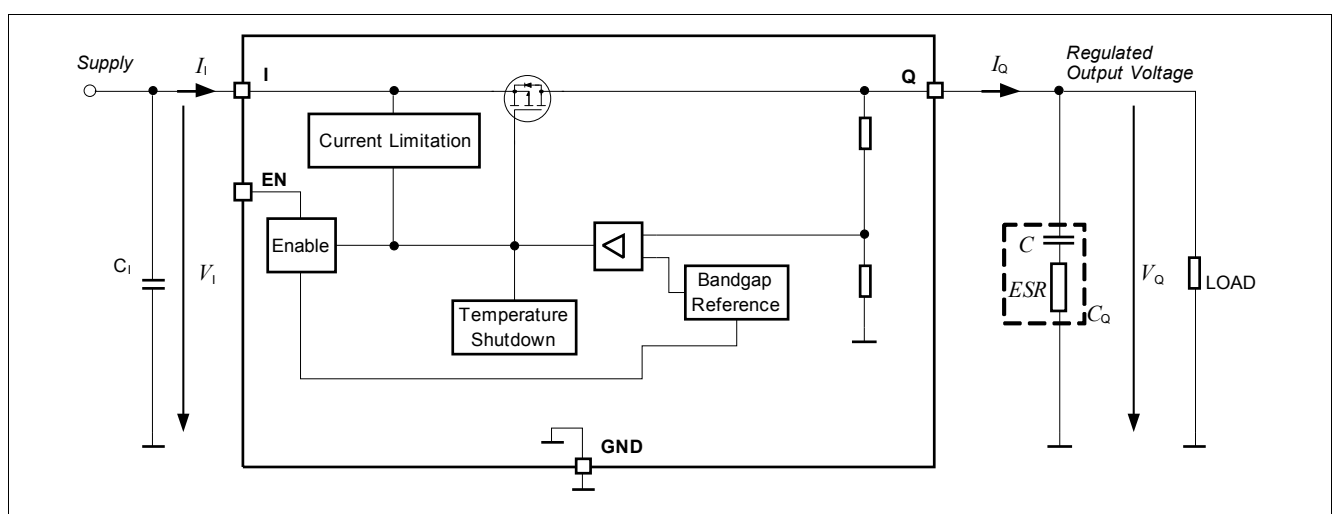 Supply
I_I
I
Q
I_Q
Regulated
Output Voltage
Current Limitation
EN
Enable
C_I
V_I
Bandgap
Reference
Temperature
Shutdown
C
ESR
C_Q
V_Q
LOAD
GND